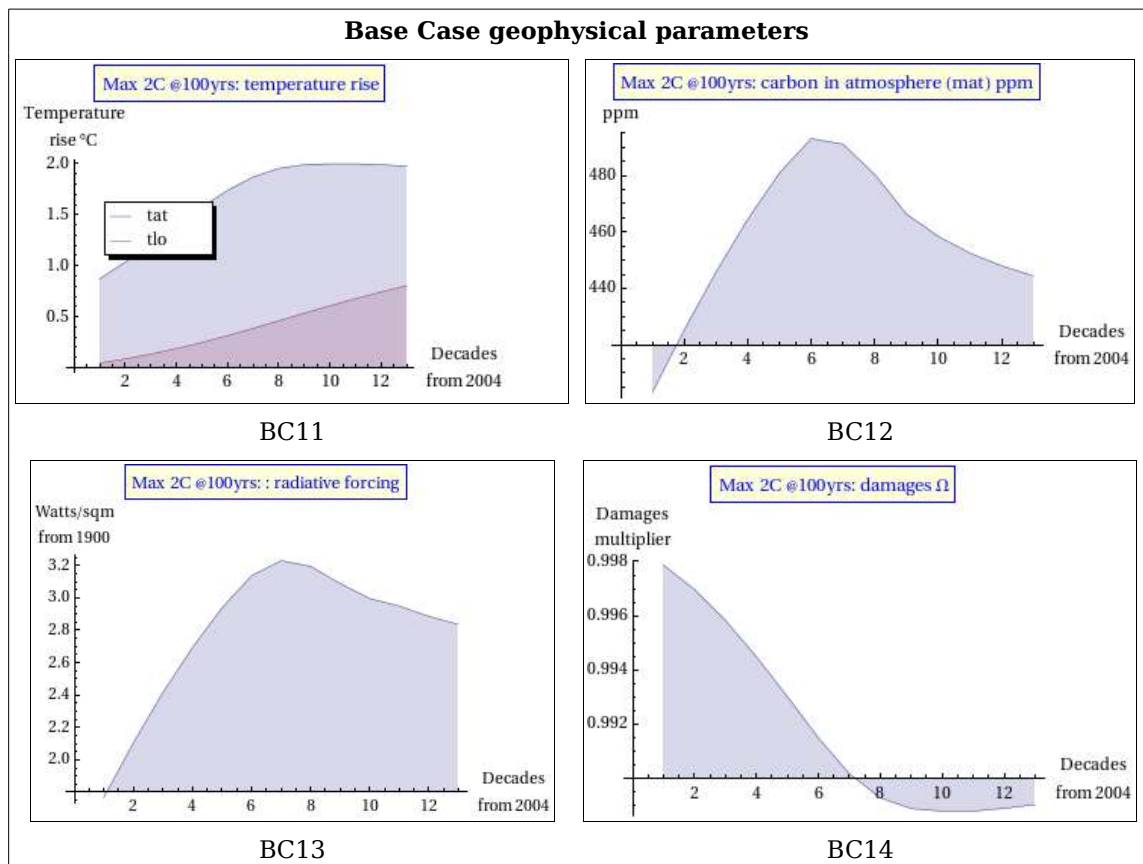 Base Case geophysical parameters
Max 2C @100yrs: temperature rise
Temperature
rise °C
2.0
1.5
1.0
0.5
tat
tlo
2 4 6 8 10 12
Decades
from 2004
BC11
Max 2C @100yrs: carbon in atmosphere (mat) ppm
ppm
480
460
440
2 4 6 8 10 12
Decades
from 2004
BC12
Max 2C @100yrs: : radiative forcing
Watts/sqm
from 1900
3.2
3.0
2.8
2.6
2.4
2.2
2.0
2 4 6 8 10 12
Decades
from 2004
BC13
Max 2C @100yrs: damages Ω
Damages
multiplier
0.998
0.996
0.994
0.992
2 4 6 8 10 12
Decades
from 2004
BC14